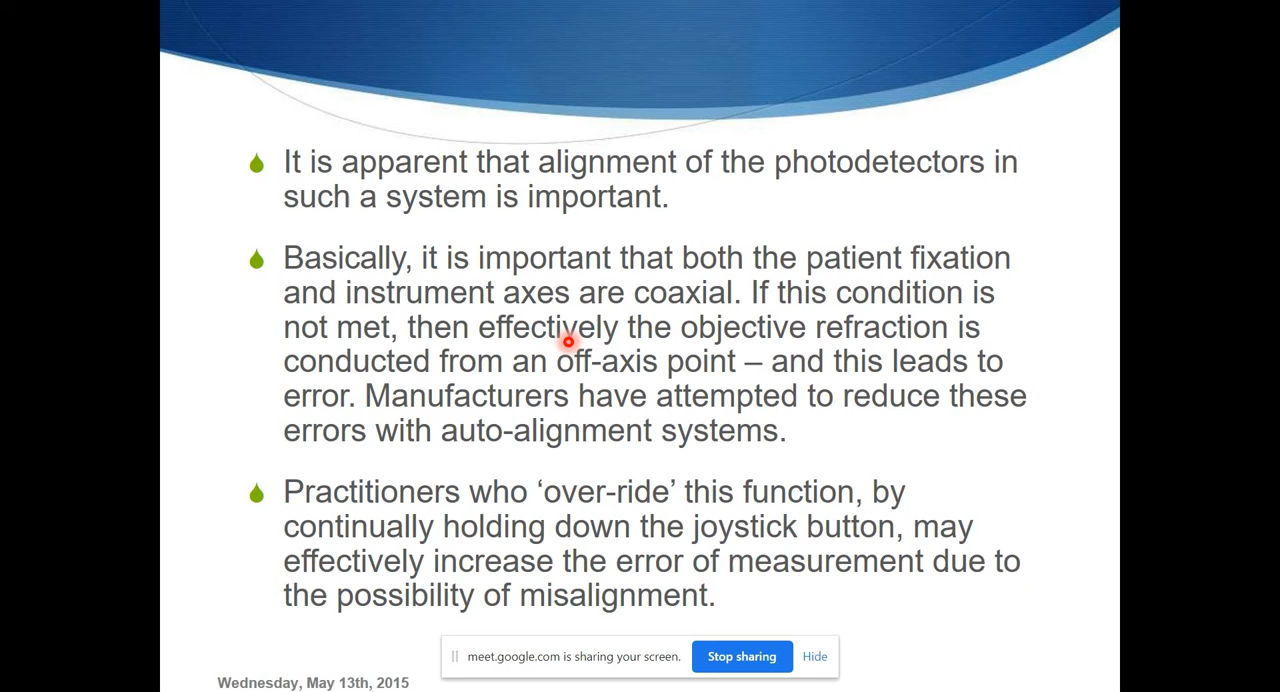 It is apparent that alignment of the photodetectors in
such a system is important.
Basically, it is important that both the patient fixation
and instrument axes are coaxial. If this condition is
not met, then effectively the objective refraction is
conducted from an off-axis point – and this leads to
error. Manufacturers have attempted to reduce these
errors with auto-alignment systems.
Practitioners who ‘over-ride’ this function, by
continually holding down the joystick button, may
effectively increase the error of measurement due to
the possibility of misalignment.
meet.google.com is sharing your screen. Stop sharing Hide
Wednesday, May 13th, 2015